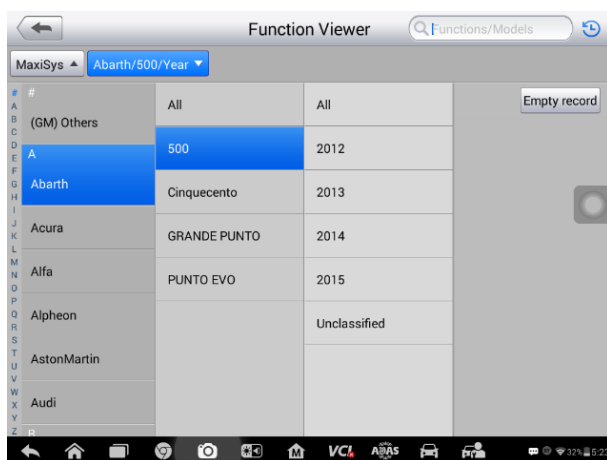 Function Viewer
Functions/Models
MaxiSys ▲
Abarth/500/Year ▼
#
A
B
C
D
E
F
G
H
I
J
K
L
M
N
O
P
Q
R
S
T
U
V
W
X
Y
Z
#
(GM) Others
A
Abarth
Acura
Alfa
Alpheon
AstonMartin
Audi
B
All
500
Cinquecento
GRANDE PUNTO
PUNTO EVO
All
2012
2013
2014
2015
Unclassified
Empty record
M
VCI
32%